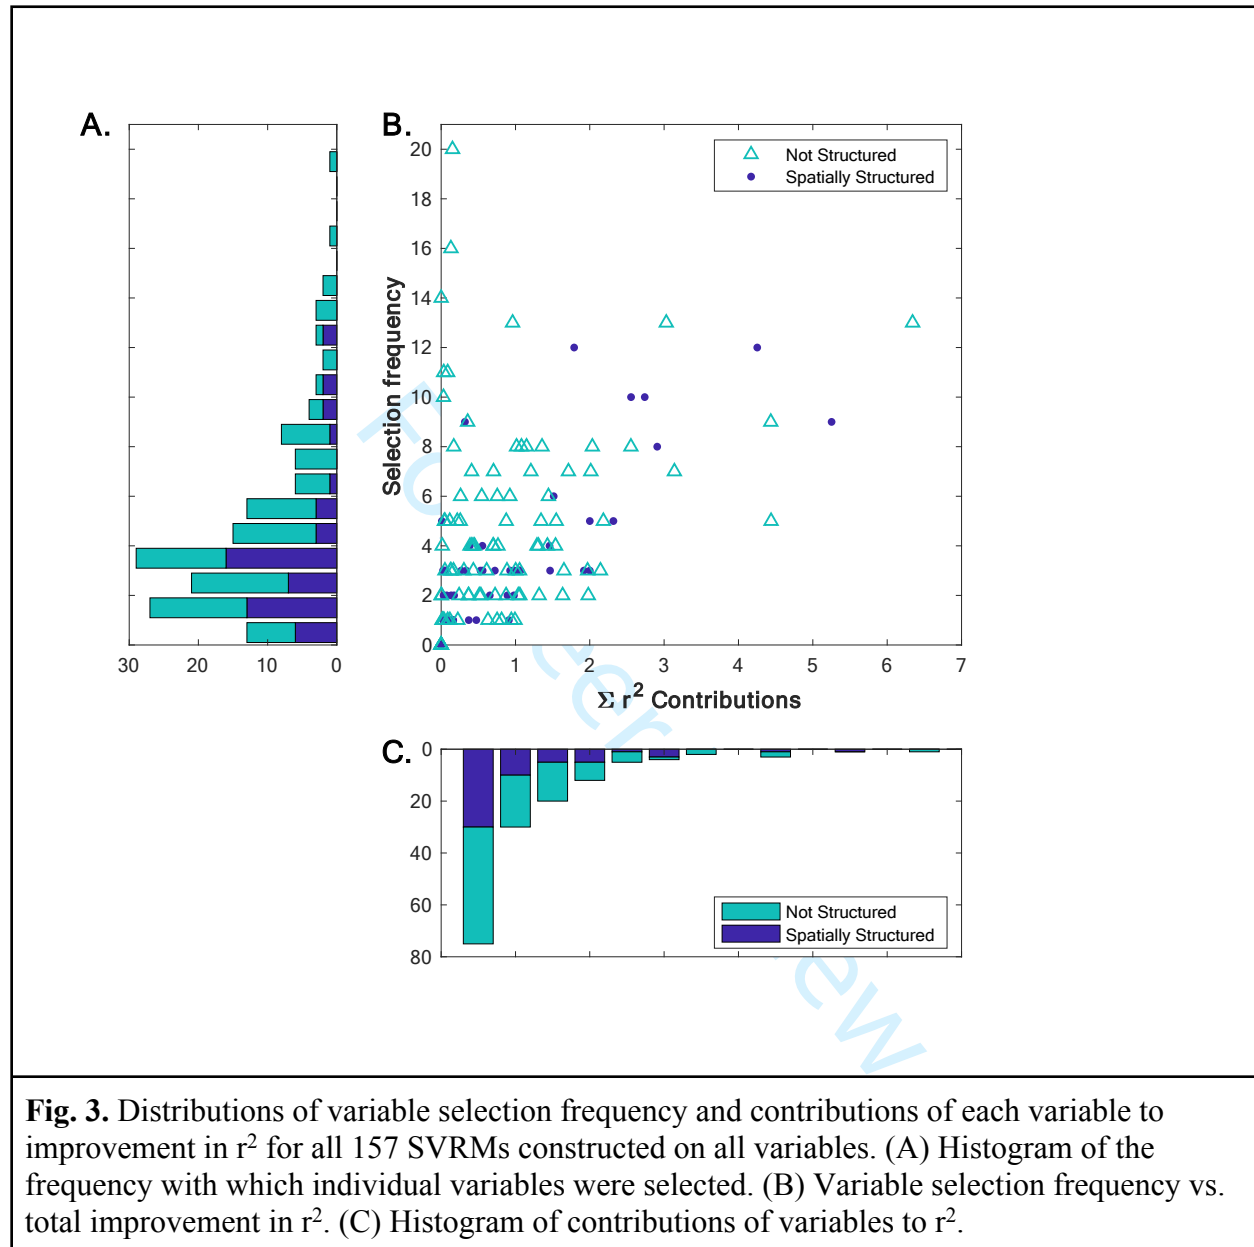 A.
B.
20
18
16
14
12
10
8
6
4
2
0
Selection frequency
Not Structured
Spatially Structured
30
20
10
0
0
1
2
3
4
5
6
7
Σ r² Contributions
C.
0
20
40
60
80
Not Structured
Spatially Structured
Fig. 3. Distributions of variable selection frequency and contributions of each variable to
improvement in r² for all 157 SVRMs constructed on all variables. (A) Histogram of the
frequency with which individual variables were selected. (B) Variable selection frequency vs.
total improvement in r². (C) Histogram of contributions of variables to r².